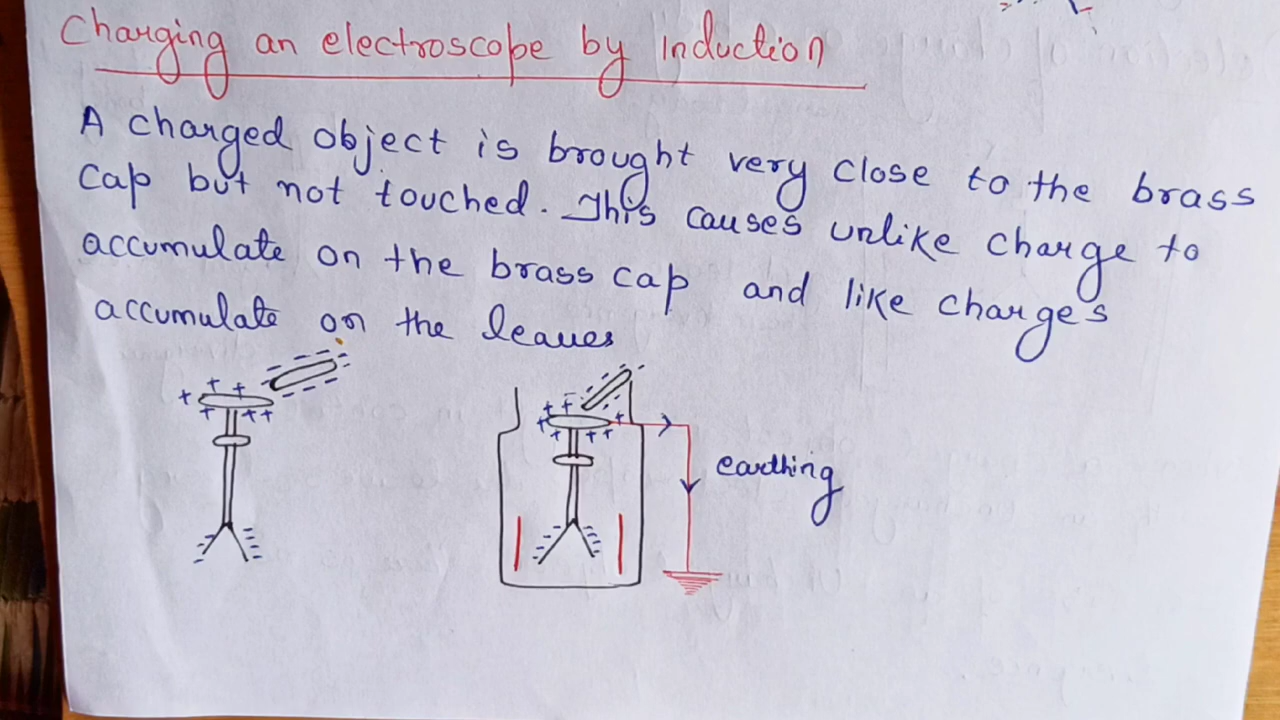 Charging an electroscope by induction
A charged object is brought very close to the brass
cap but not touched. This causes unlike charge to
accumulate on the brass cap and like charges
accumulate on the leaves
earthing